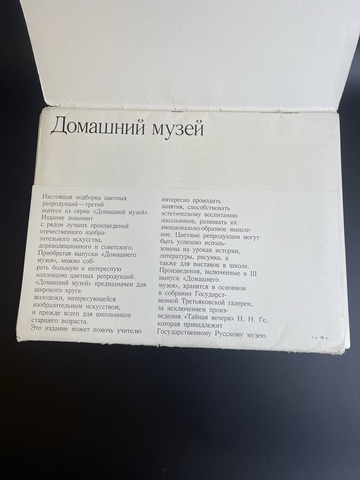 Домашний музей
Настоящая подборка цветных
репродукций — третий
выпуск из серии «Домашний музей».
Издание знакомит
с рядом лучших произведений
отечественного изобра-
зительного искусства,
дореволюционного и советского.
Приобретая выпуски «Домашнего
музея», можно соб-
рать большую и интересную
коллекцию цветных репродукций.
«Домашний музей» предназначен для
широкого круга
молодежи, интересующейся
изобразительным искусством,
и прежде всего для школьников
старшего возраста.
Это издание может помочь учителю
интересно проводить
занятия, способствовать
эстетическому воспитанию
школьников, развивать их
эмоционально-образное мышле-
ние. Цветные репродукции могут
быть успешно исполь-
зованы на уроках истории,
литературы, рисунка, а
также для выставок в школе.
Произведения, включенные в III
выпуск «Домашнего
музея», хранятся в основном
в собрании Государст-
венной Третьяковской галереи,
за исключением произ-
ведения «Тайная вечеря» Н. Н. Ге,
которая принадлежит
Государственному Русскому музею.